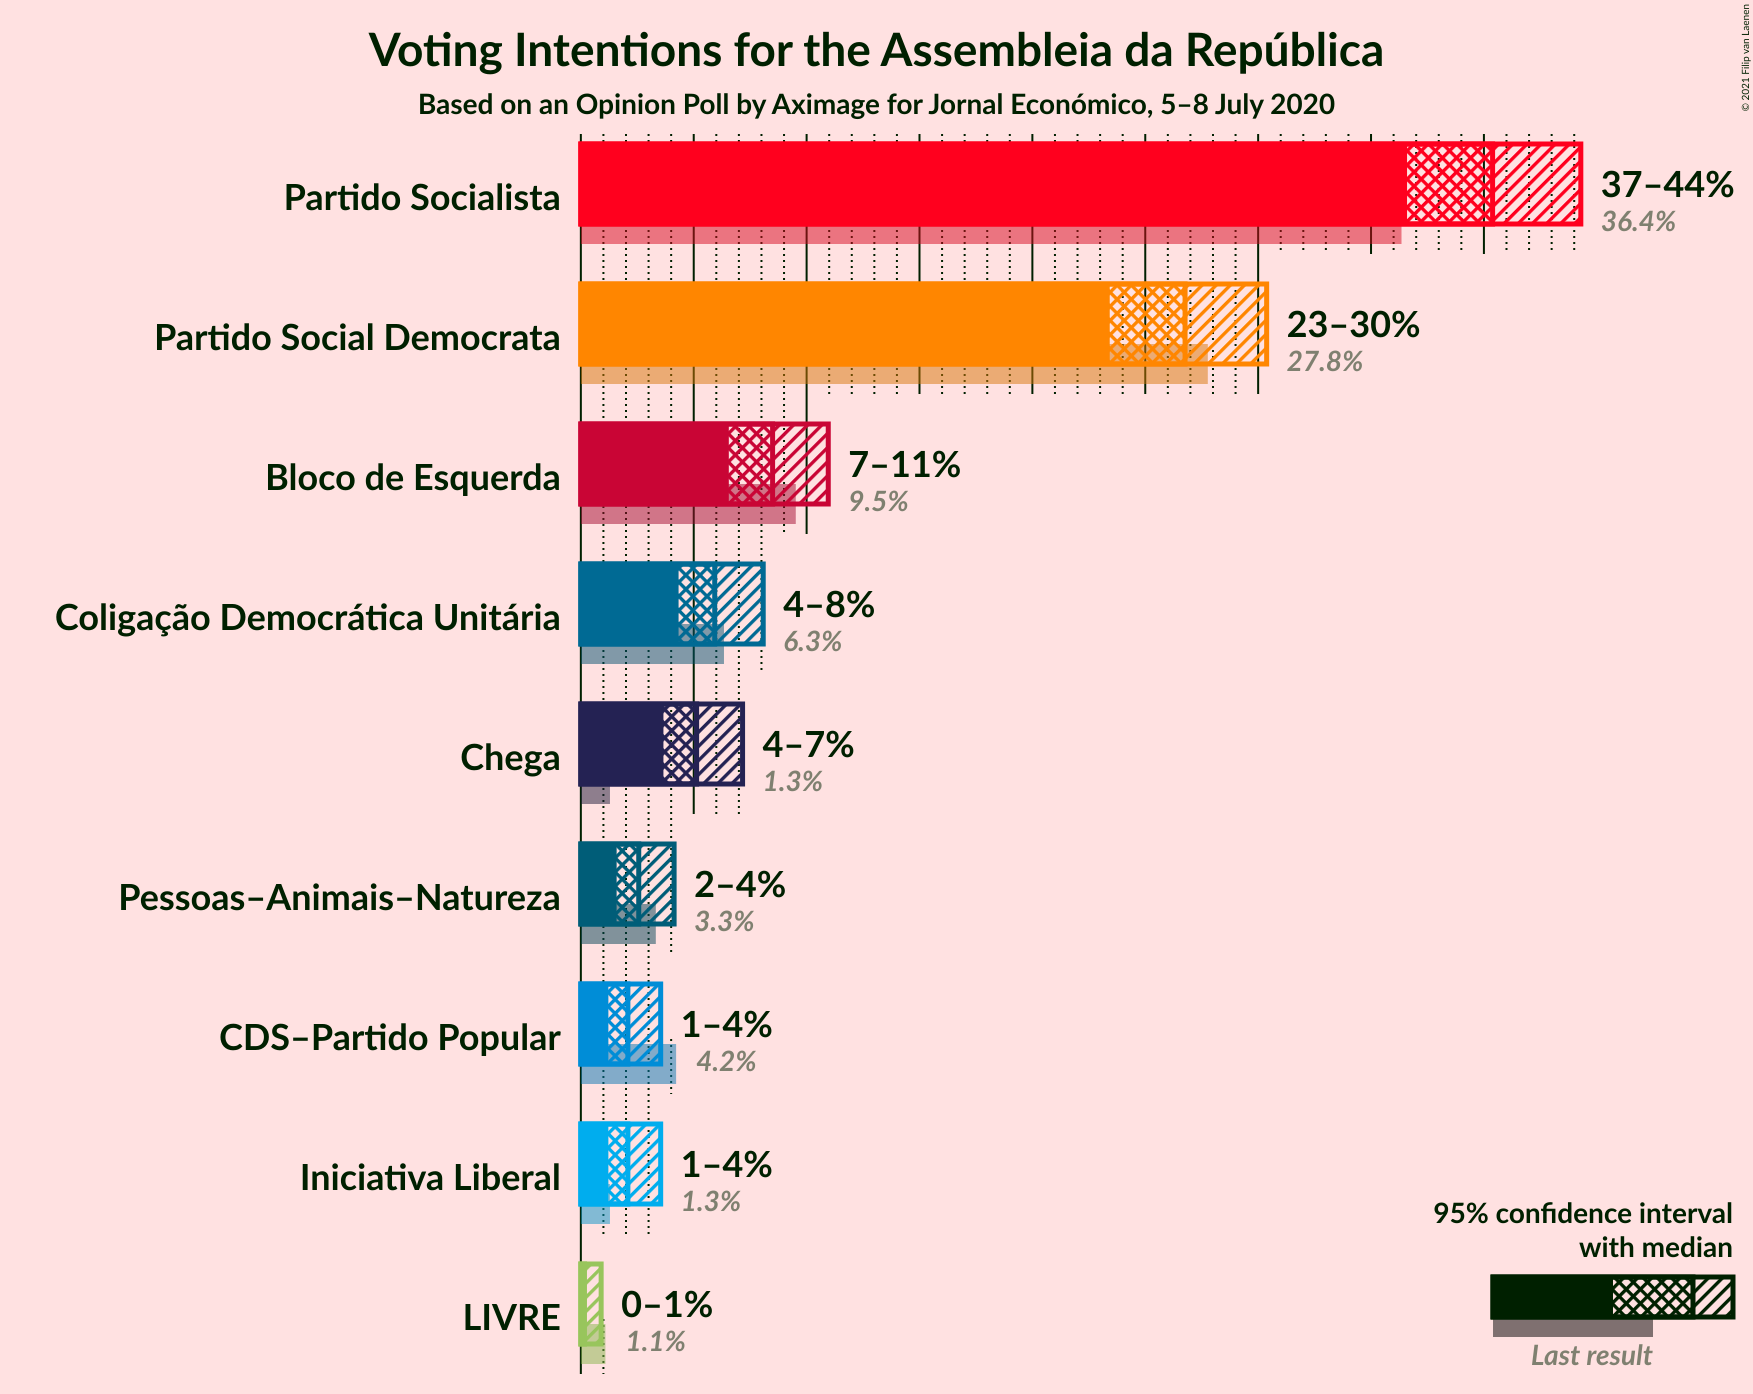 Voting Intentions for the Assembleia da República
Based on an Opinion Poll by Aximage for Jornal Económico, 5–8 July 2020
© 2021 Filip van Laenen
Partido Socialista
37–44%
36.4%
Partido Social Democrata
23–30%
27.8%
Bloco de Esquerda
7–11%
9.5%
Coligação Democrática Unitária
4–8%
6.3%
Chega
4–7%
1.3%
Pessoas–Animais–Natureza
2–4%
3.3%
CDS–Partido Popular
1–4%
4.2%
Iniciativa Liberal
1–4%
1.3%
LIVRE
0–1%
1.1%
95% confidence interval
with median
Last result